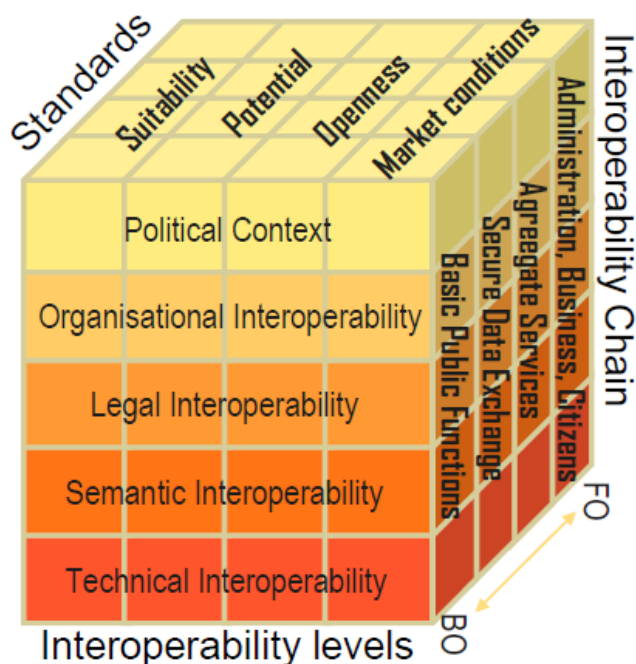 Standards
Suitability
Potential
Openness
Market conditions
Interoperability Chain
Administration, Business, Citizens
Agreegate Services
Secure Data Exchange
Basic Public Functions
Political Context
Organisational Interoperability
Legal Interoperability
Semantic Interoperability
Technical Interoperability
FO
BO
Interoperability levels